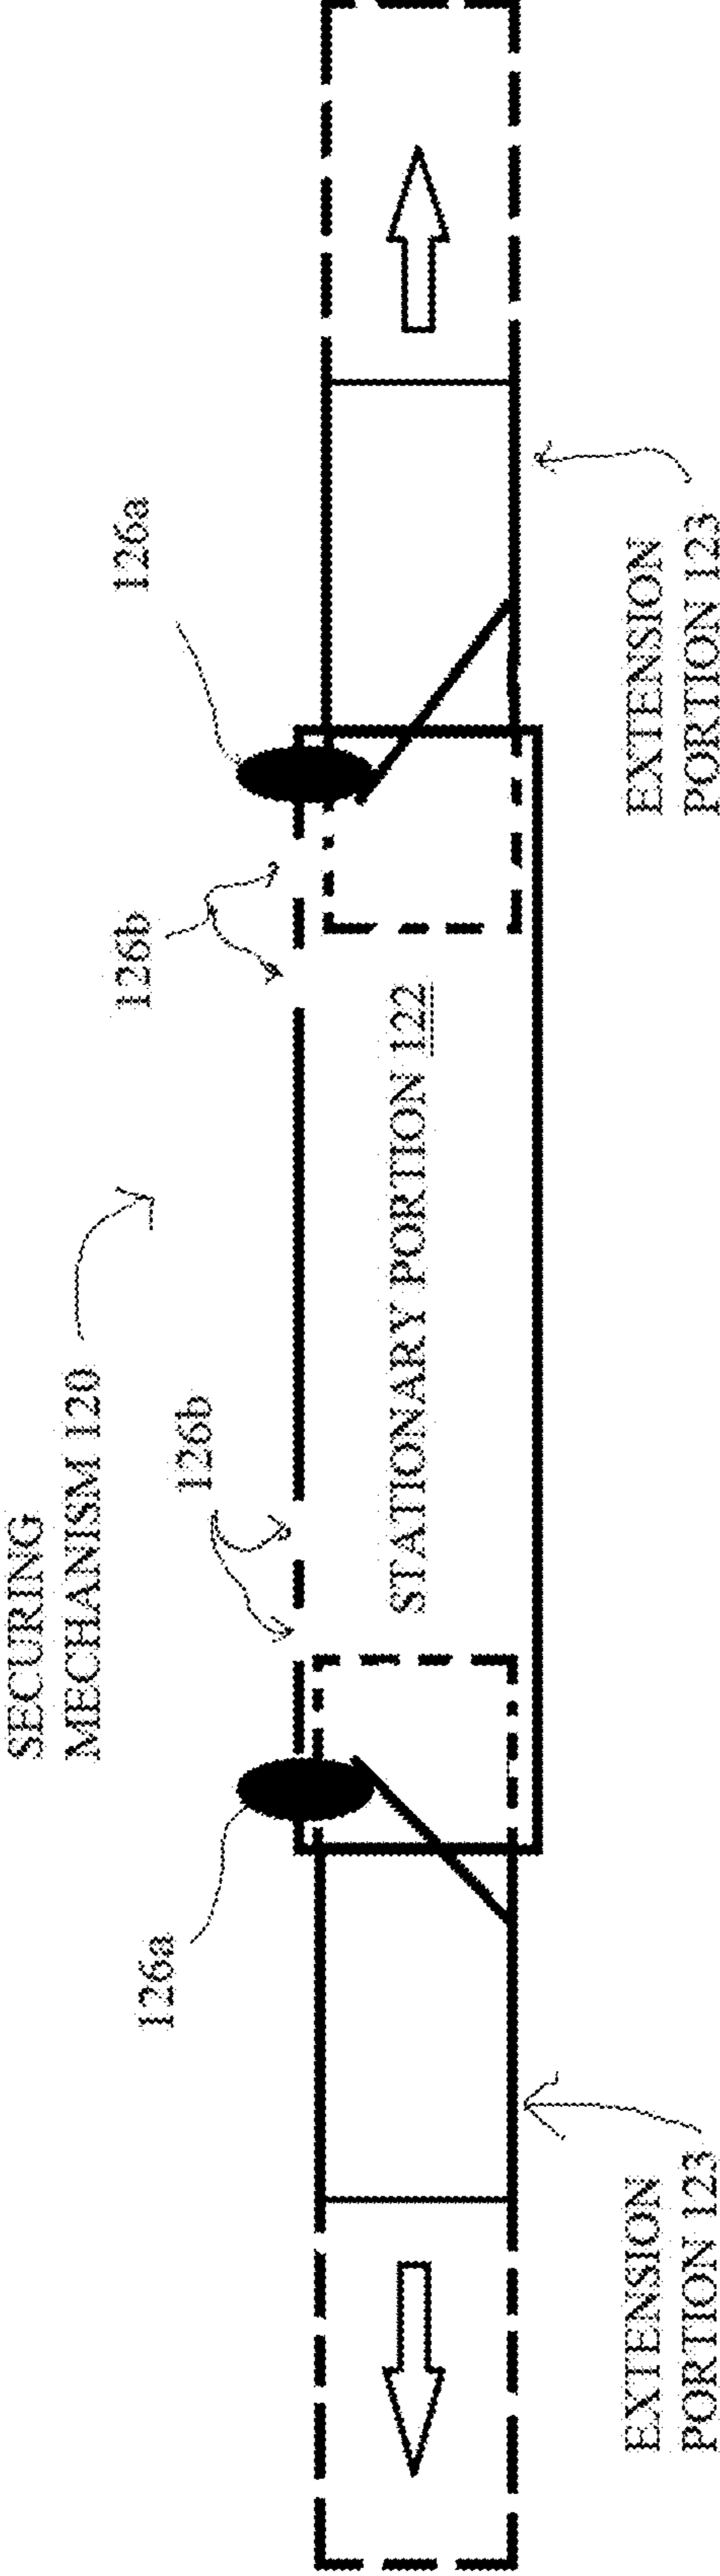 SECURING
MECHANISM 120
126a
126b
126b
126a
STATIONARY PORTION 122
EXTENSION
PORTION 123
EXTENSION
PORTION 123